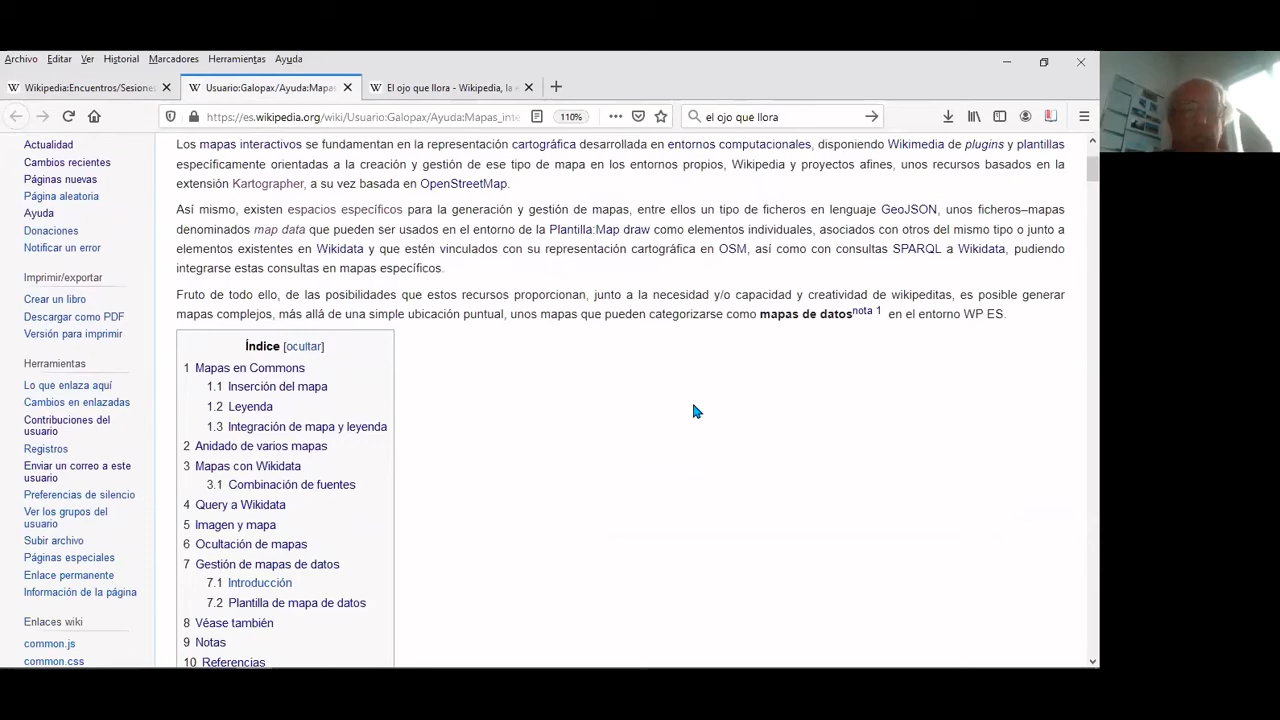 Archivo Editar Ver Historial Marcadores Herramientas Ayuda
Wikipedia:Encuentros/Sesione Usuario:Galopax/Ayuda:Mapas El ojo que llora - Wikipedia, la e
https://es.wikipedia.org/wiki/Usuario:Galopax/Ayuda:Mapas_inte 110% el ojo que llora
Actualidad
Cambios recientes
Páginas nuevas
Página aleatoria
Ayuda
Donaciones
Notificar un error
Imprimir/exportar
Crear un libro
Descargar como PDF
Versión para imprimir
Herramientas
Lo que enlaza aquí
Cambios en enlazadas
Contribuciones del
usuario
Registros
Enviar un correo a este
usuario
Preferencias de silencio
Ver los grupos del
usuario
Subir archivo
Páginas especiales
Enlace permanente
Información de la página
Enlaces wiki
common.js
common.css
Los mapas interactivos se fundamentan en la representación cartográfica desarrollada en entornos computacionales, disponiendo Wikimedia de plugins y plantillas
específicamente orientadas a la creación y gestión de ese tipo de mapa en los entornos propios, Wikipedia y proyectos afines, unos recursos basados en la
extensión Kartographer, a su vez basada en OpenStreetMap.
Así mismo, existen espacios específicos para la generación y gestión de mapas, entre ellos un tipo de ficheros en lenguaje GeoJSON, unos ficheros–mapas
denominados map data que pueden ser usados en el entorno de la Plantilla:Map draw como elementos individuales, asociados con otros del mismo tipo o junto a
elementos existentes en Wikidata y que estén vinculados con su representación cartográfica en OSM, así como con consultas SPARQL a Wikidata, pudiendo
integrarse estas consultas en mapas específicos.
Fruto de todo ello, de las posibilidades que estos recursos proporcionan, junto a la necesidad y/o capacidad y creatividad de wikipeditas, es posible generar
mapas complejos, más allá de una simple ubicación puntual, unos mapas que pueden categorizarse como mapas de datos nota 1 en el entorno WP ES.
Índice [ocultar]
1 Mapas en Commons
1.1 Inserción del mapa
1.2 Leyenda
1.3 Integración de mapa y leyenda
2 Anidado de varios mapas
3 Mapas con Wikidata
3.1 Combinación de fuentes
4 Query a Wikidata
5 Imagen y mapa
6 Ocultación de mapas
7 Gestión de mapas de datos
7.1 Introducción
7.2 Plantilla de mapa de datos
8 Véase también
9 Notas
10 Referencias